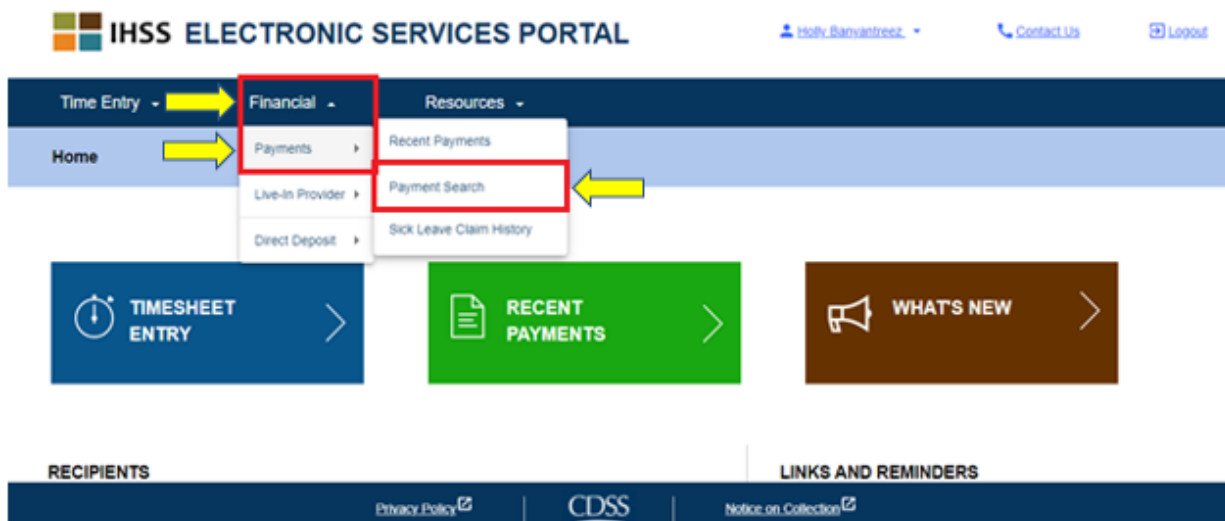 IHSS ELECTRONIC SERVICES PORTAL
Holly Banyantreez
Contact Us
Logout
Time Entry
Financial
Resources
Home
Payments
Recent Payments
Payment Search
Live-In Provider
Direct Deposit
Sick Leave Claim History
TIMESHEET
ENTRY
RECENT
PAYMENTS
WHAT'S NEW
RECIPIENTS
LINKS AND REMINDERS
Privacy Policy
CDSS
Notice on Collection